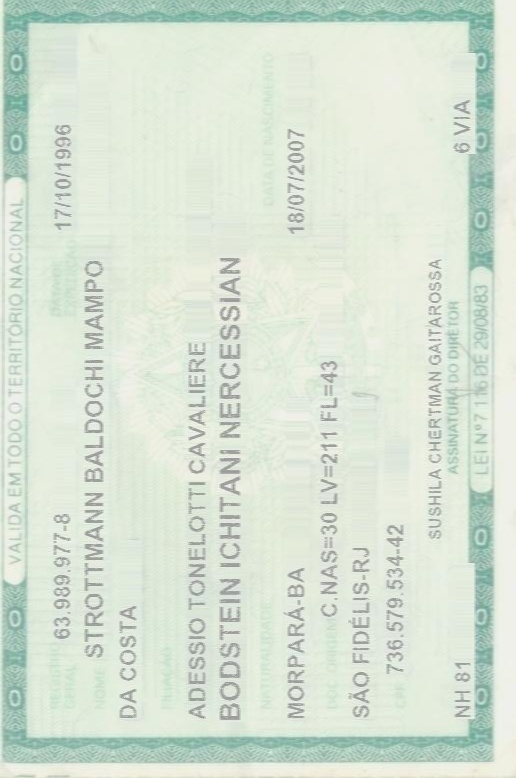 VALIDA EM TODO O TERRITÓRIO NACIONAL
REGISTRO GERAL 63.989.977-8 DATA DE EXPEDIÇÃO 17/10/1996
NOME STROTTMANN BALDOCHI MAMPO
DA COSTA
FILIAÇÃO
ADESSIO TONELOTTI CAVALIERE
BODSTEIN ICHITANI NERCESSIAN
NATURALIDADE DATA DE NASCIMENTO
MORPARÁ-BA 18/07/2007
DOC. ORIGEM C.NAS=30 LV=211 FL=43
SÃO FIDÉLIS-RJ
CPF 736.579.534-42
SUSHILA CHERTMAN GAITAROSSA
ASSINATURA DO DIRETOR
NH 81 6 VIA
LEI Nº 7.116 DE 29/08/83